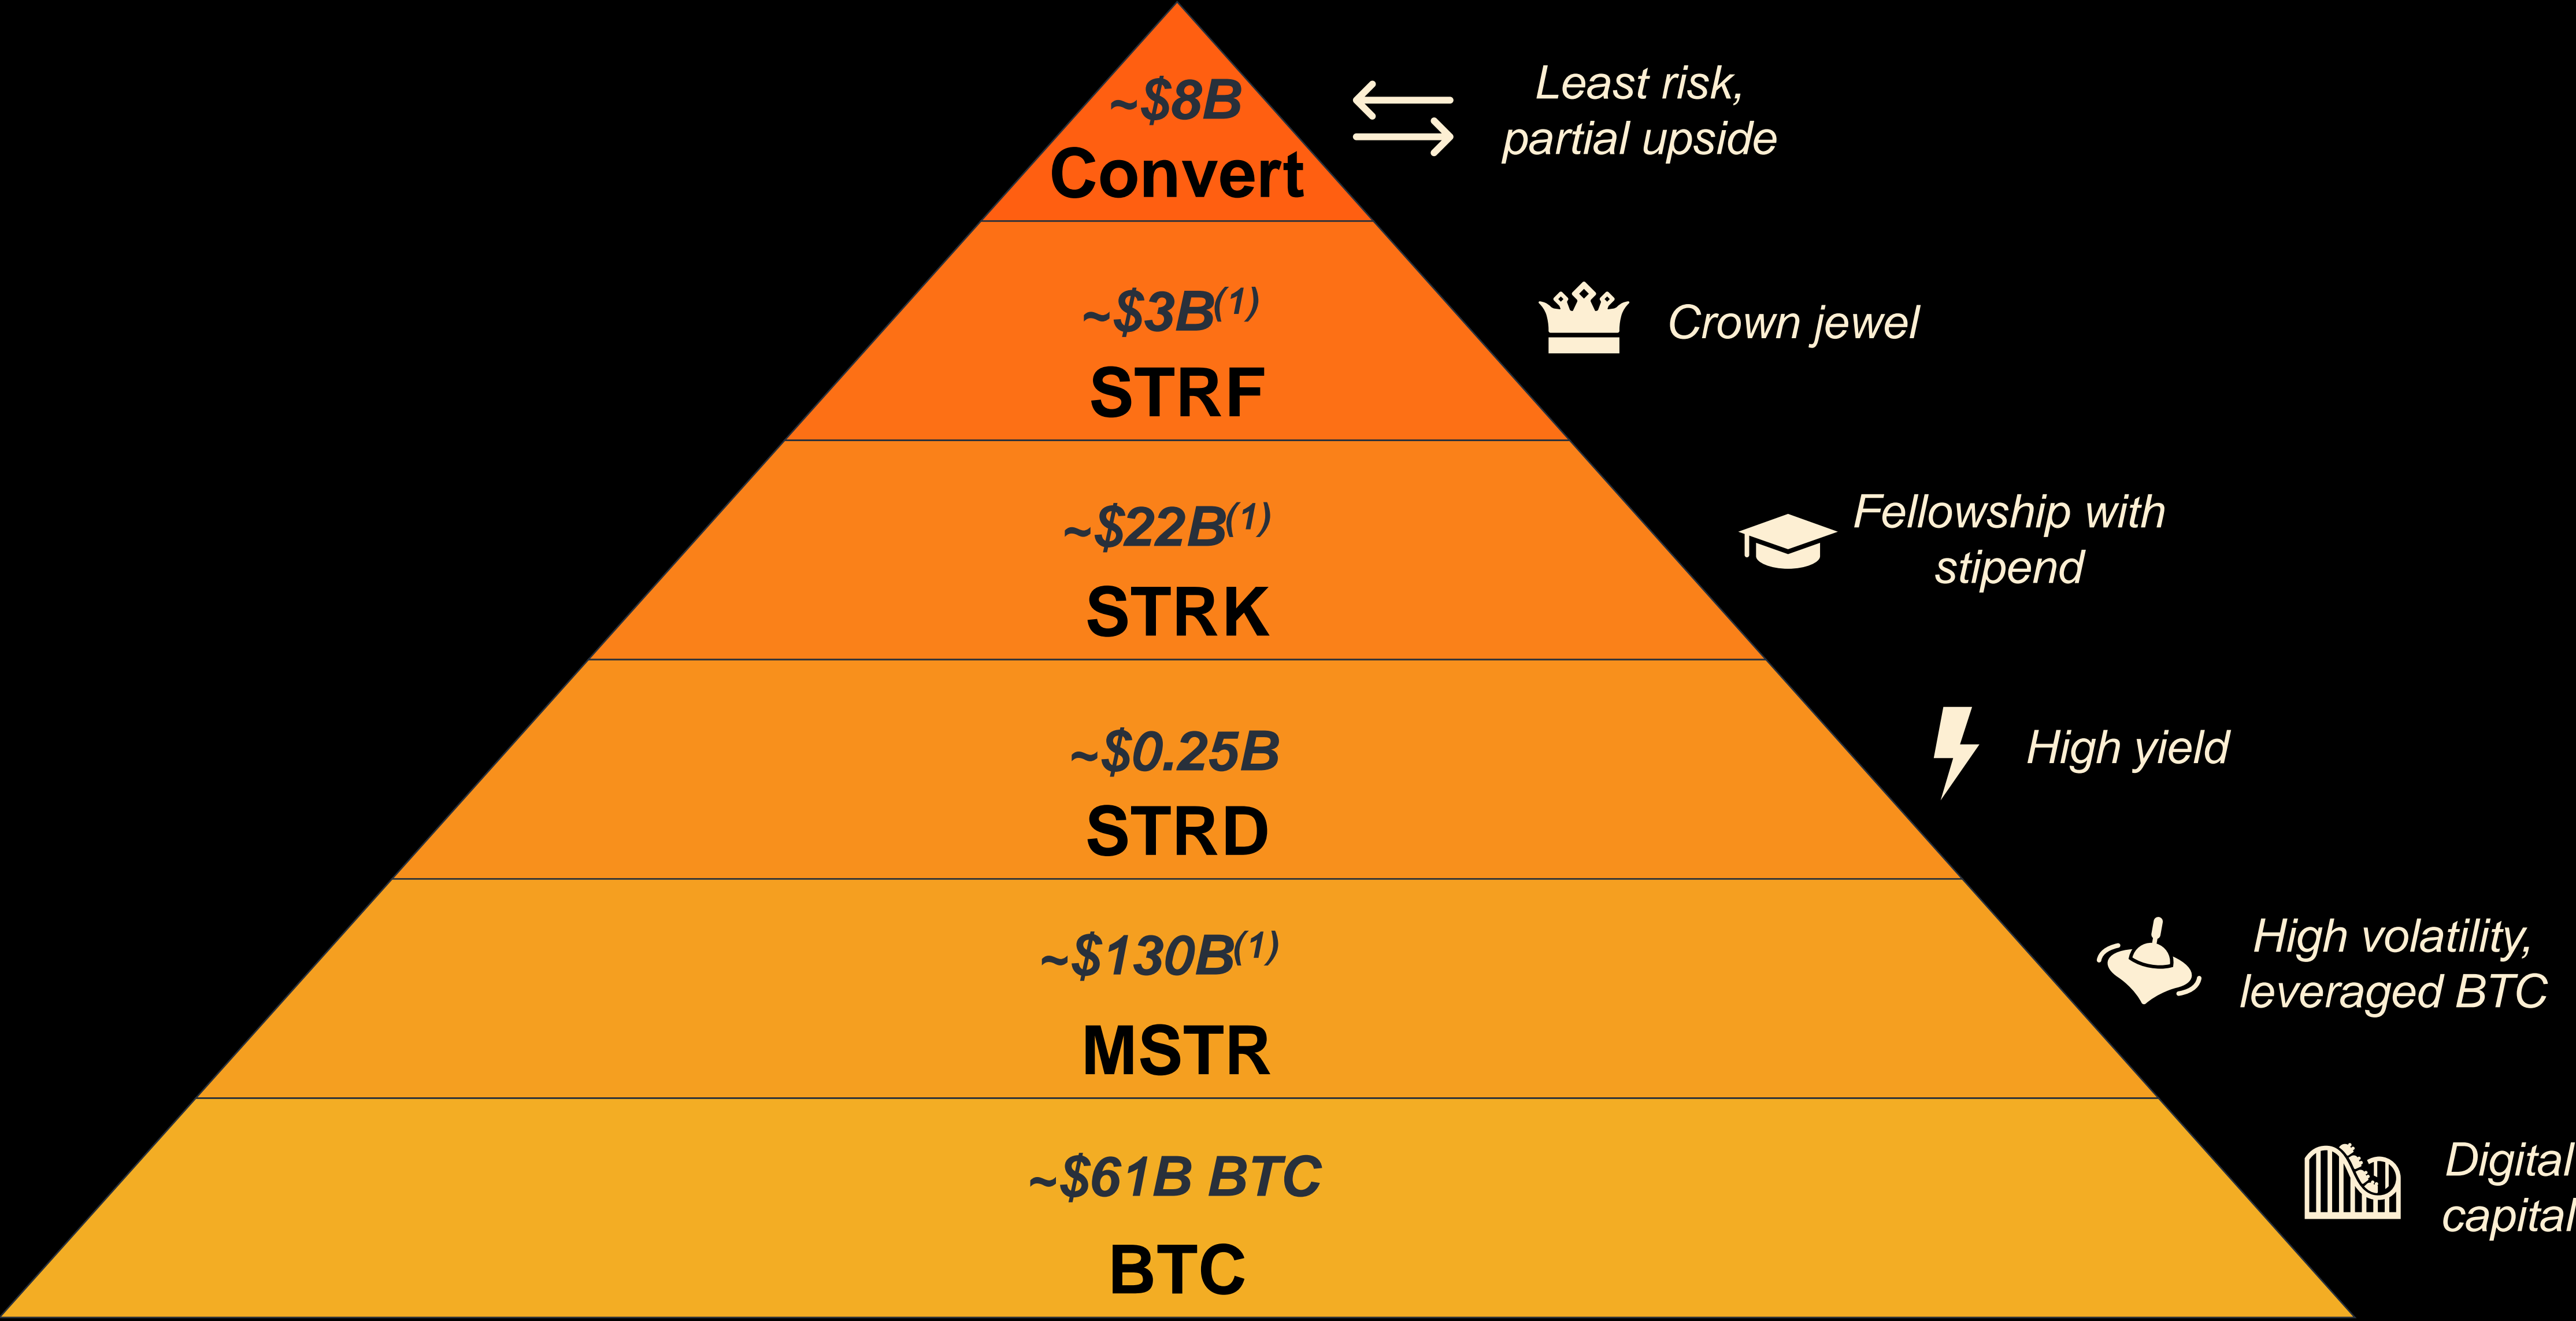 ~$8B
Convert
Least risk,
partial upside
~$3B(1)
STRF
Crown jewel
~$22B(1)
STRK
Fellowship with
stipend
~$0.25B
STRD
High yield
~$130B(1)
MSTR
High volatility,
leveraged BTC
~$61B BTC
BTC
Digital
capital